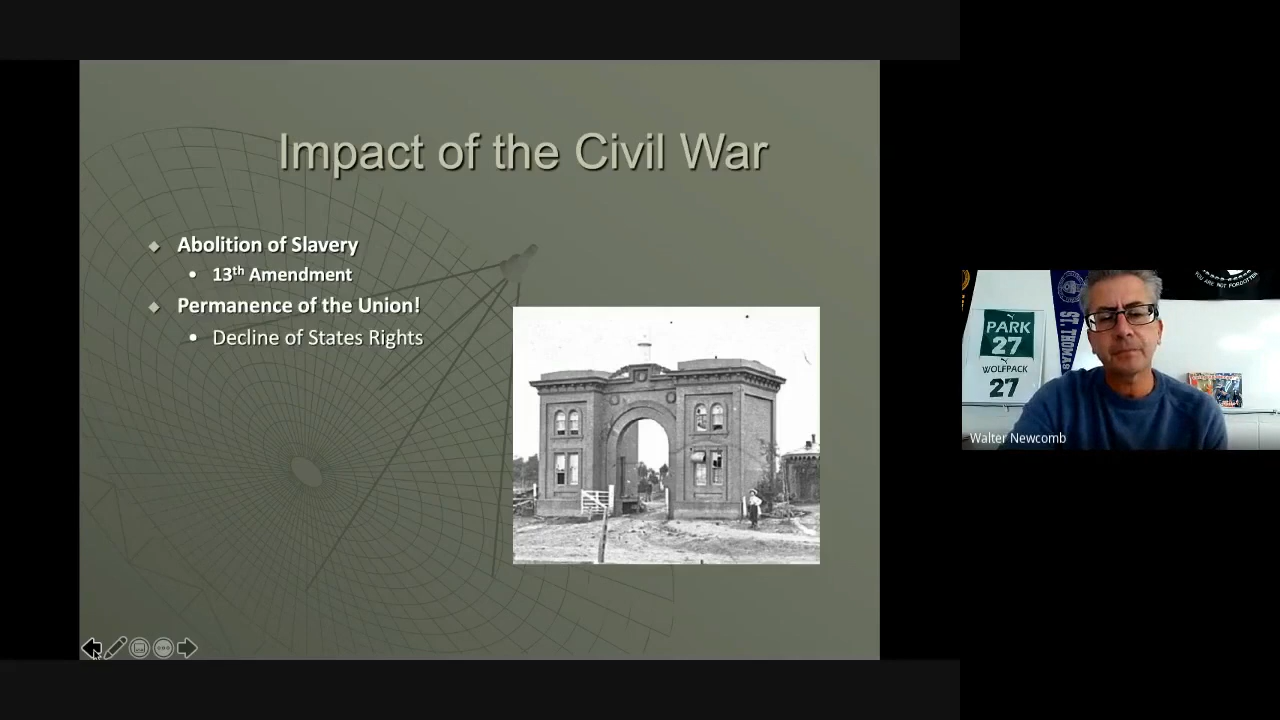 Impact of the Civil War
Abolition of Slavery
13th Amendment
Permanence of the Union!
Decline of States Rights
PARK
27
WOLFPACK
27
ST. THOMAS
YOU ARE NOT FORGOTTEN
Walter Newcomb